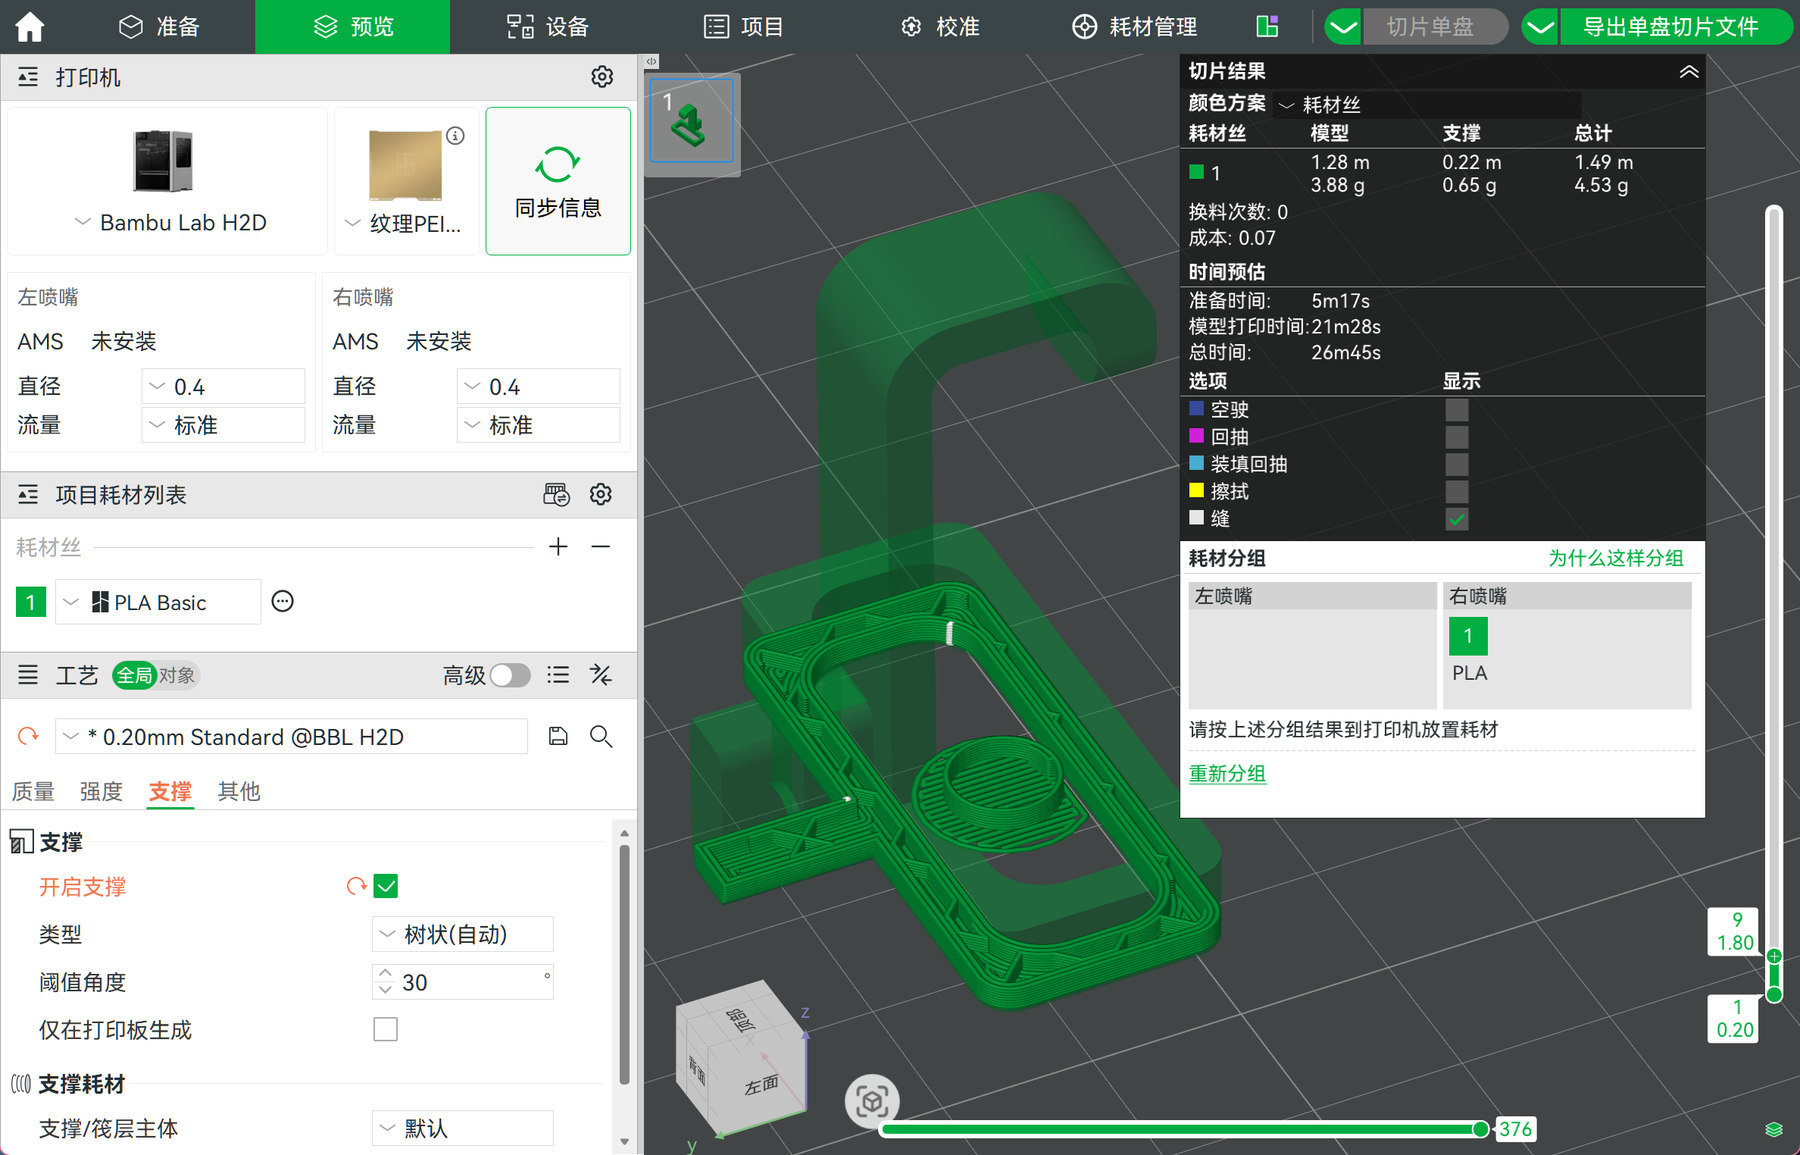 准备
预览
设备
项目
校准
耗材管理
切片单盘
导出单盘切片文件
打印机
Bambu Lab H2D
纹理PEI...
同步信息
左喷嘴
AMS 未安装
直径 0.4
流量 标准
右喷嘴
AMS 未安装
直径 0.4
流量 标准
项目耗材列表
耗材丝
1 PLA Basic
工艺 全局 对象 高级
* 0.20mm Standard @BBL H2D
质量 强度 支撑 其他
支撑
开启支撑
类型 树状(自动)
阈值角度 30 °
仅在打印板生成
支撑耗材
支撑/筏层主体 默认
1
切片结果
颜色方案 耗材丝
耗材丝 模型 支撑 总计
1 1.28 m 0.22 m 1.49 m
3.88 g 0.65 g 4.53 g
换料次数: 0
成本: 0.07
时间预估
准备时间: 5m17s
模型打印时间: 21m28s
总时间: 26m45s
选项 显示
空驶
回抽
装填回抽
擦拭
缝
耗材分组 为什么这样分组
左喷嘴 右喷嘴
1
PLA
请按上述分组结果到打印机放置耗材
重新分组
9
1.80
1
0.20
顶部
背面
左面
z
x
y
376